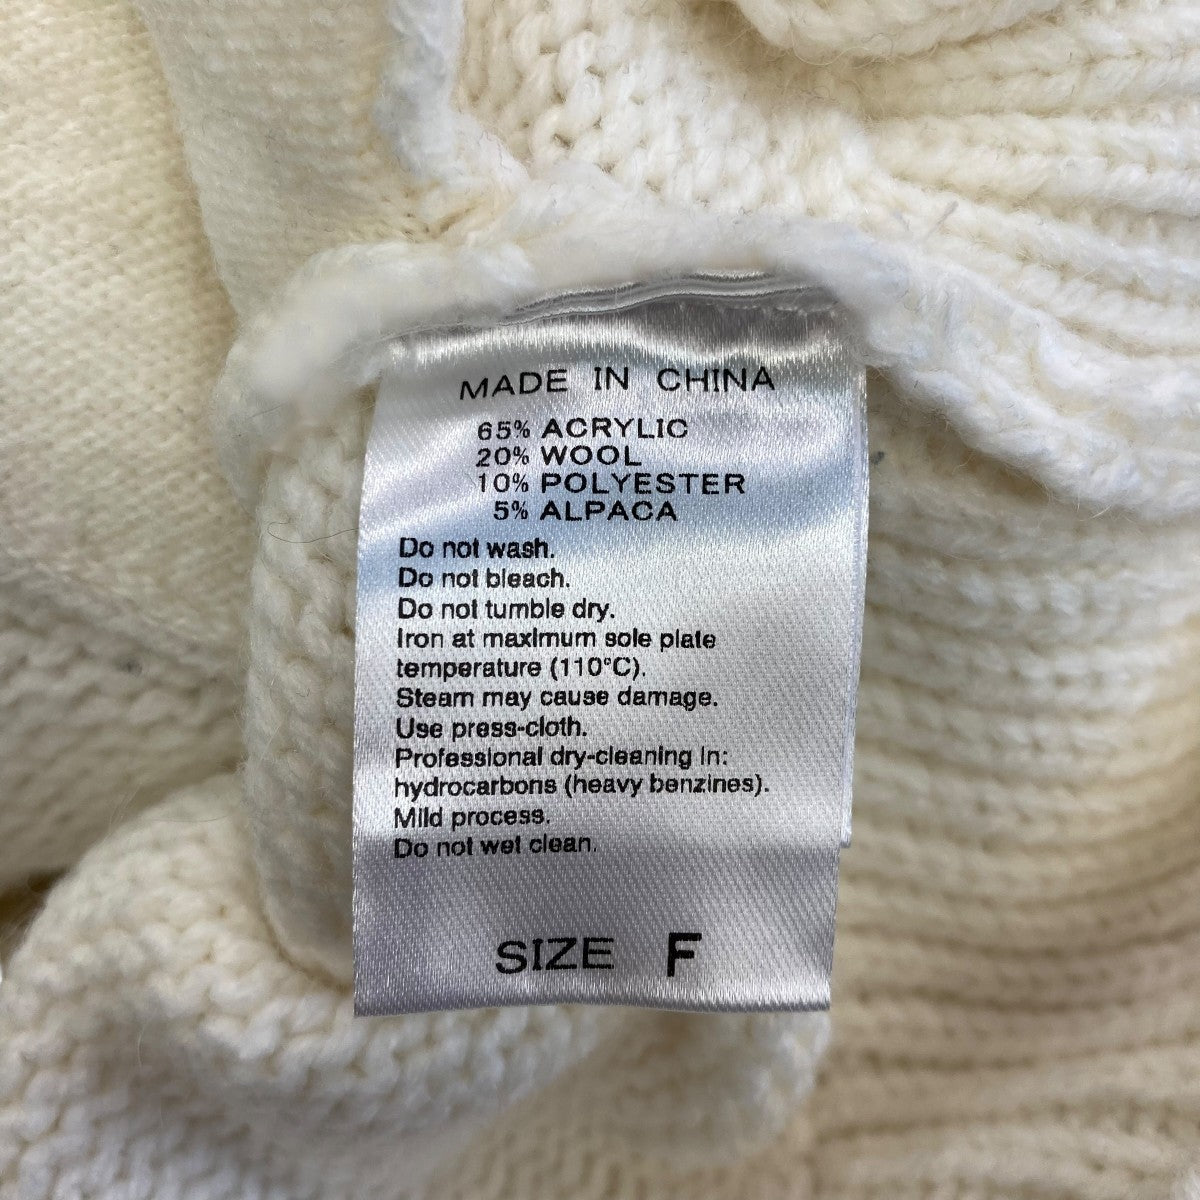 MADE IN CHINA
65% ACRYLIC
20% WOOL
10% POLYESTER
5% ALPACA
Do not wash.
Do not bleach.
Do not tumble dry.
Iron at maximum sole plate
temperature (110°C).
Steam may cause damage.
Use press-cloth.
Professional dry-cleaning in:
hydrocarbons (heavy benzines).
Mild process.
Do not wet clean.
SIZE F